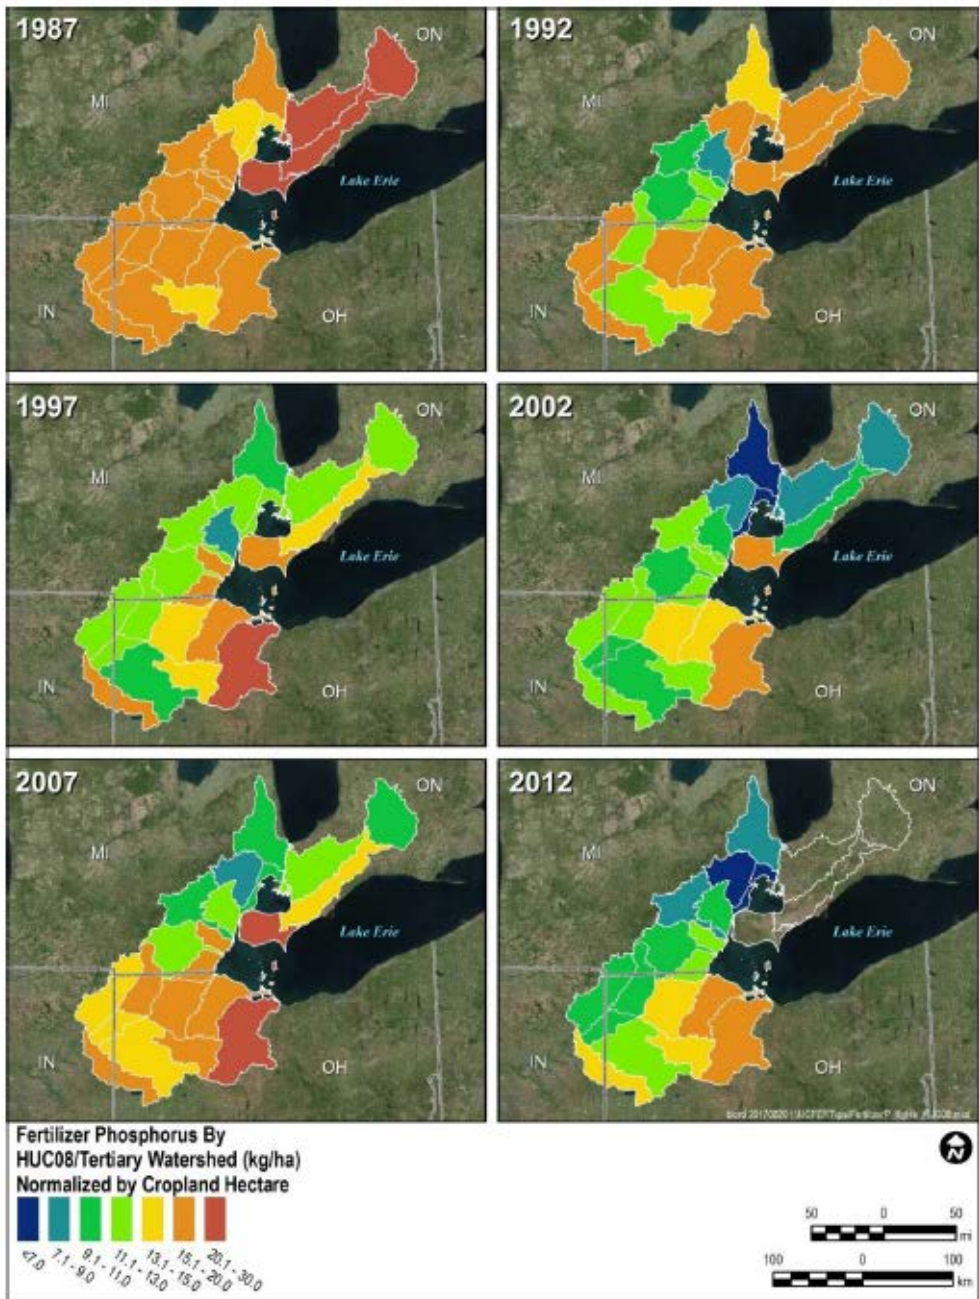 1987
ON
MI
Lake Erie
IN
OH
1992
ON
MI
Lake Erie
IN
OH
1997
ON
MI
Lake Erie
IN
OH
2002
ON
MI
Lake Erie
IN
OH
2007
ON
MI
Lake Erie
IN
OH
2012
ON
MI
Lake Erie
IN
OH
Fertilizer Phosphorus By
HUC08/Tertiary Watershed (kg/ha)
Normalized by Cropland Hectare
<7.0
7.1 - 9.0
9.1 - 11.0
11.1 - 13.0
13.1 - 15.0
15.1 - 20.0
20.1 - 30.0
N
50 0 50
mi
100 0 100
km